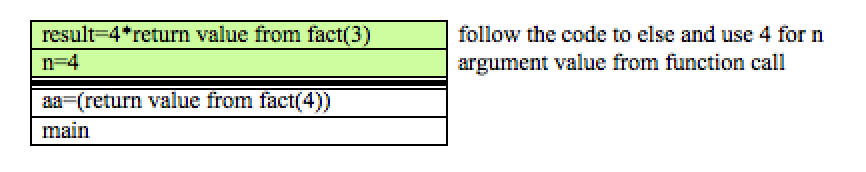 result=4*return value from fact(3) follow the code to else and use 4 for n
n=4 argument value from function call
aa=(return value from fact(4))
main